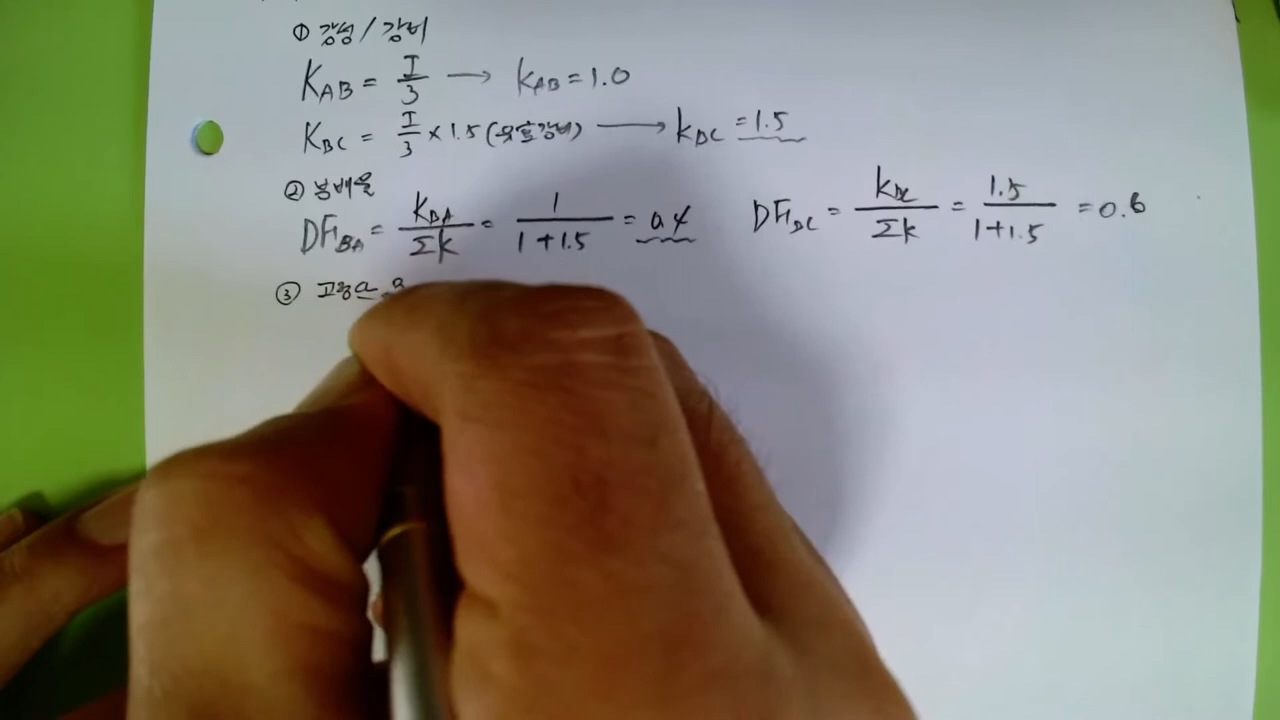 ① 강성 / 강비
K_AB = I/3 → k_AB = 1.0
K_BC = I/3 × 1.5 (유효강비) → k_BC = 1.5
② 분배율
DF_BA = k_BA/Σk = 1/(1+1.5) = 0.4 DF_BC = k_BC/Σk = 1.5/(1+1.5) = 0.6
③ 고정단